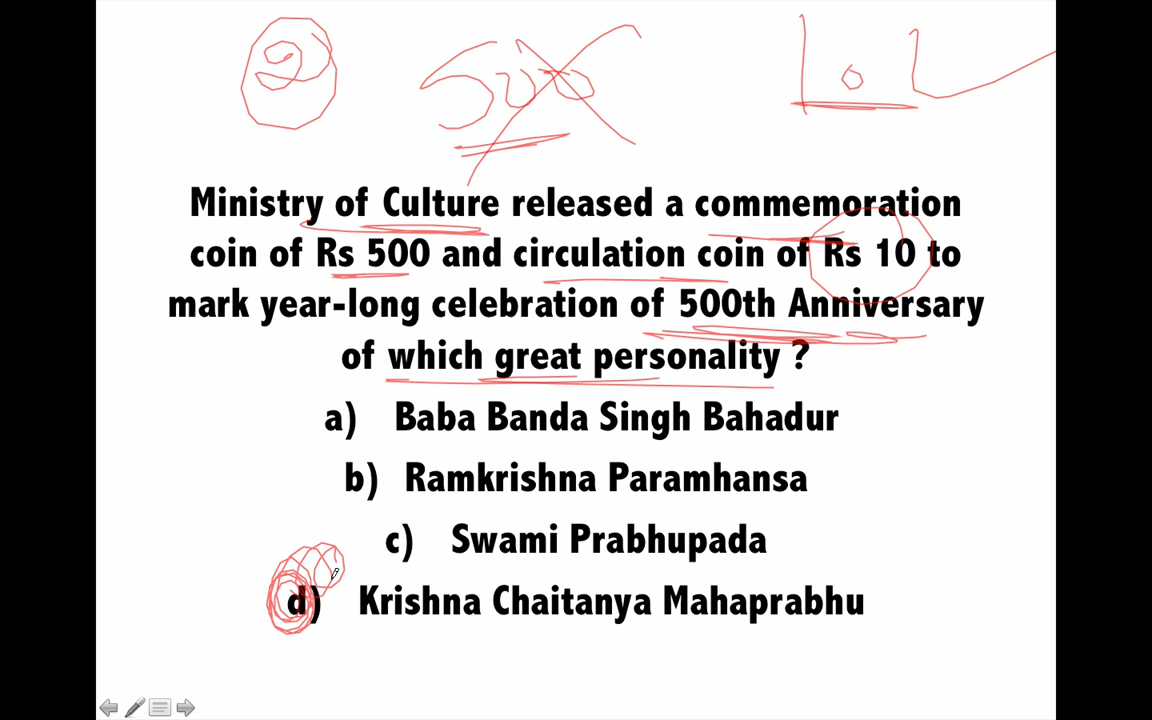 500
Ministry of Culture released a commemoration
coin of Rs 500 and circulation coin of Rs 10 to
mark year-long celebration of 500th Anniversary
of which great personality ?
a) Baba Banda Singh Bahadur
b) Ramkrishna Paramhansa
c) Swami Prabhupada
d) Krishna Chaitanya Mahaprabhu